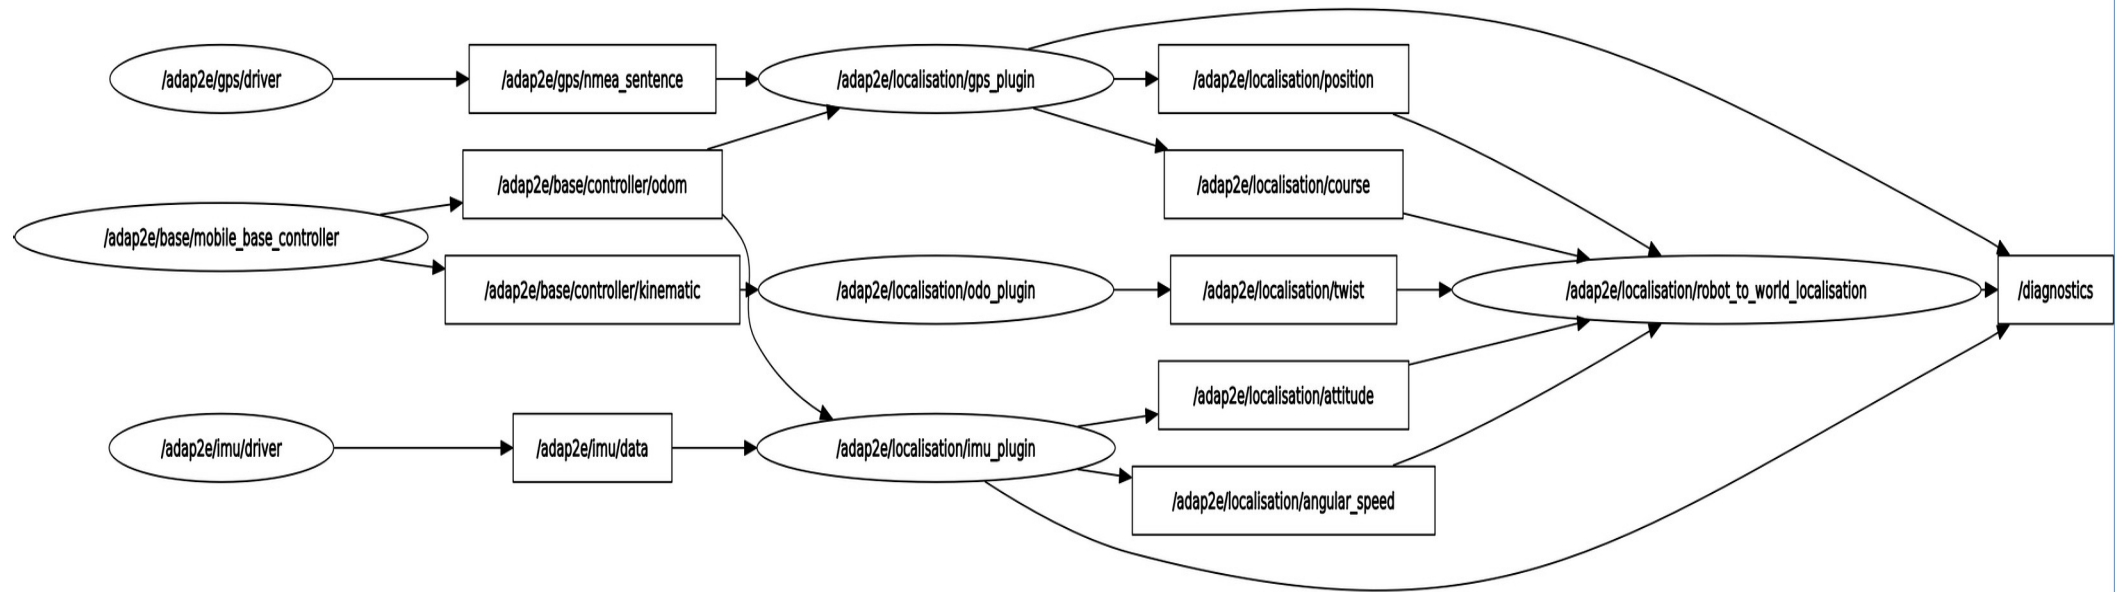 /adap2e/gps/driver
/adap2e/gps/nmea_sentence
/adap2e/localisation/gps_plugin
/adap2e/localisation/position
/adap2e/base/controller/odom
/adap2e/localisation/course
/adap2e/base/mobile_base_controller
/adap2e/base/controller/kinematic
/adap2e/localisation/odo_plugin
/adap2e/localisation/twist
/adap2e/localisation/robot_to_world_localisation
/diagnostics
/adap2e/localisation/attitude
/adap2e/imu/driver
/adap2e/imu/data
/adap2e/localisation/imu_plugin
/adap2e/localisation/angular_speed